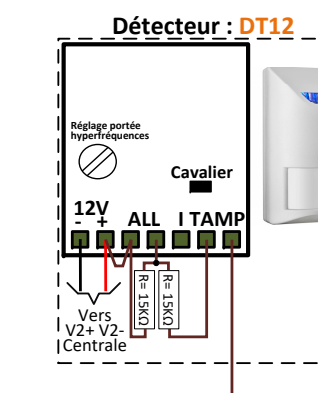 Détecteur : DT12
Réglage portée
hyperfréquences
Cavalier
12V
- + ALL I TAMP
R= 15KΩ
R= 15KΩ
Vers
V2+ V2-
Centrale